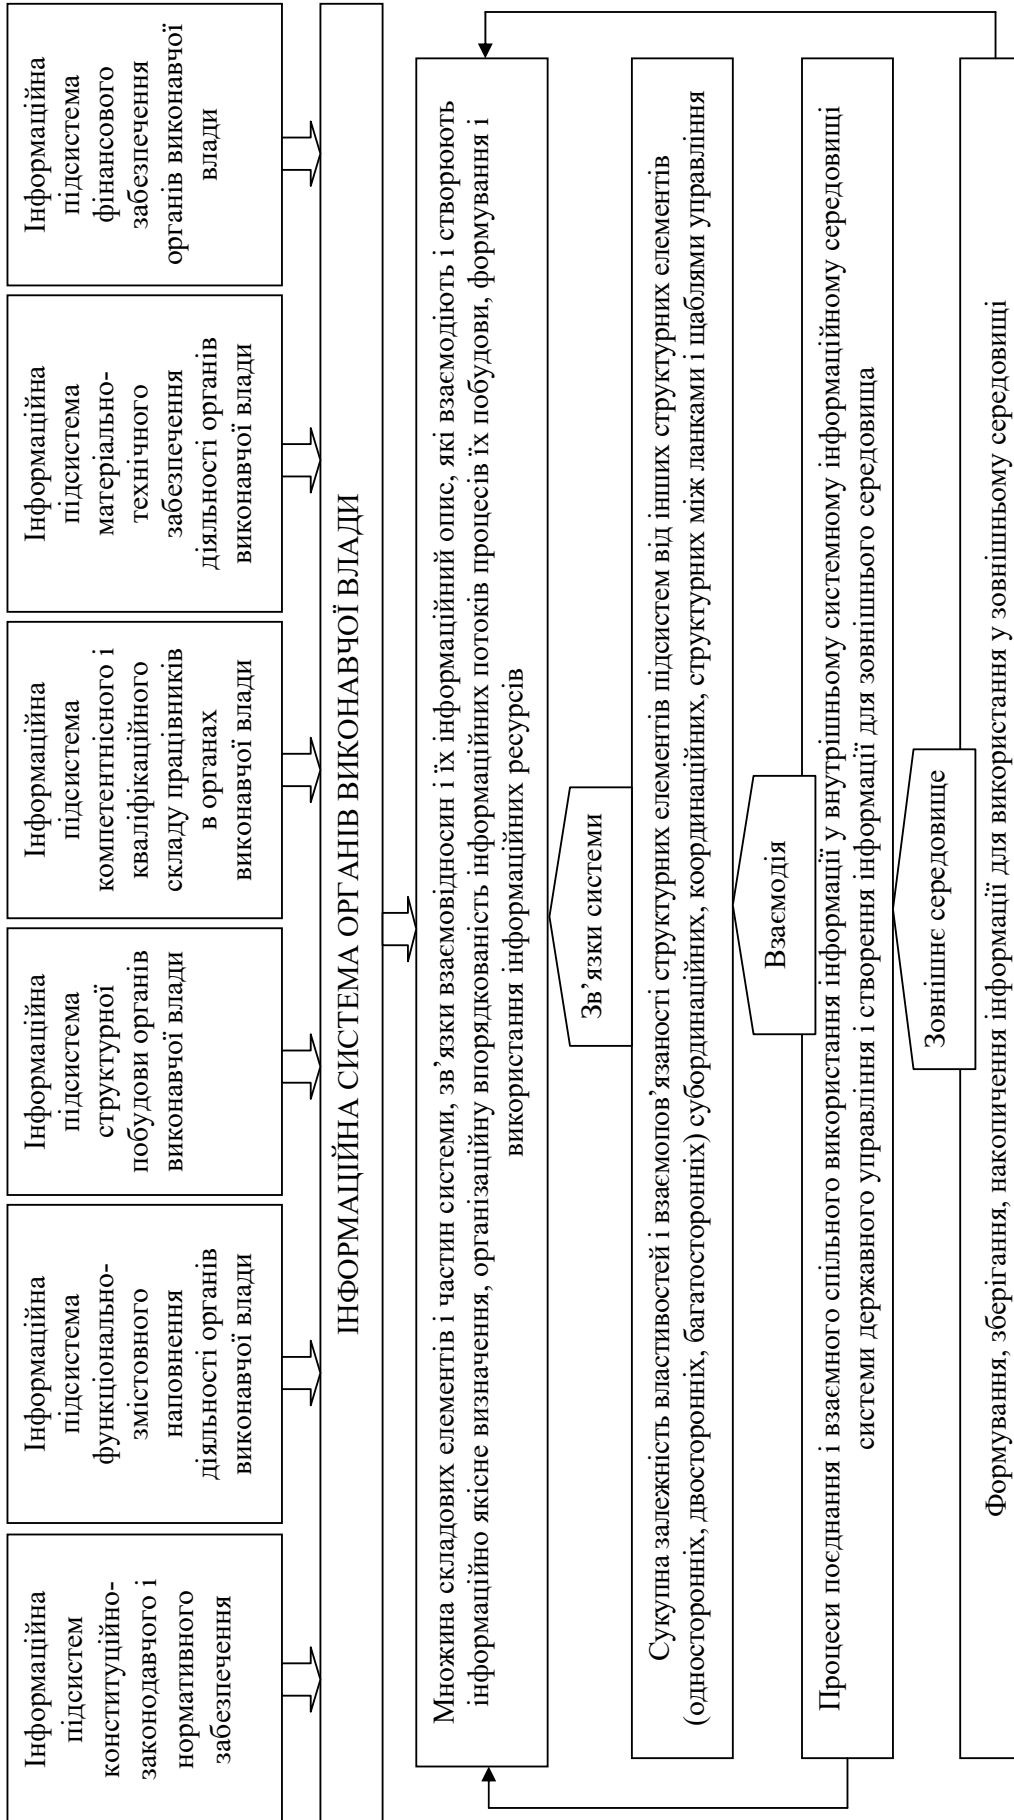 Інформаційна
підсистем
конституційно-
законодавчого і
нормативного
забезпечення
Інформаційна
підсистема
функціонально-
змістовного
наповнення
діяльності органів
виконавчої влади
Інформаційна
підсистема
структурної
побудови органів
виконавчої влади
Інформаційна
підсистема
компетентнісного і
кваліфікаційного
складу працівників
в органах
виконавчої влади
Інформаційна
підсистема
матеріально-
технічного
забезпечення
діяльності органів
виконавчої влади
Інформаційна
підсистема
фінансового
забезпечення
органів виконавчої
влади
ІНФОРМАЦІЙНА СИСТЕМА ОРГАНІВ ВИКОНАВЧОЇ ВЛАДИ
Множина складових елементів і частин системи, зв’язки взаємовідносин і їх інформаційний опис, які взаємодіють і створюють
інформаційно якісне визначення, організаційну впорядкованість інформаційних потоків процесів їх побудови, формування і
використання інформаційних ресурсів
Зв’язки системи
Сукупна залежність властивостей і взаємопов’язаності структурних елементів підсистем від інших структурних елементів
(односторонніх, двосторонніх, багатосторонніх) субординаційних, координаційних, структурних між ланками і щаблями управління
Взаємодія
Процеси поєднання і взаємного спільного використання інформації у внутрішньому системному інформаційному середовищі
системи державного управління і створення інформації для зовнішнього середовища
Зовнішнє середовище
Формування, зберігання, накопичення інформації для використання у зовнішньому середовищі